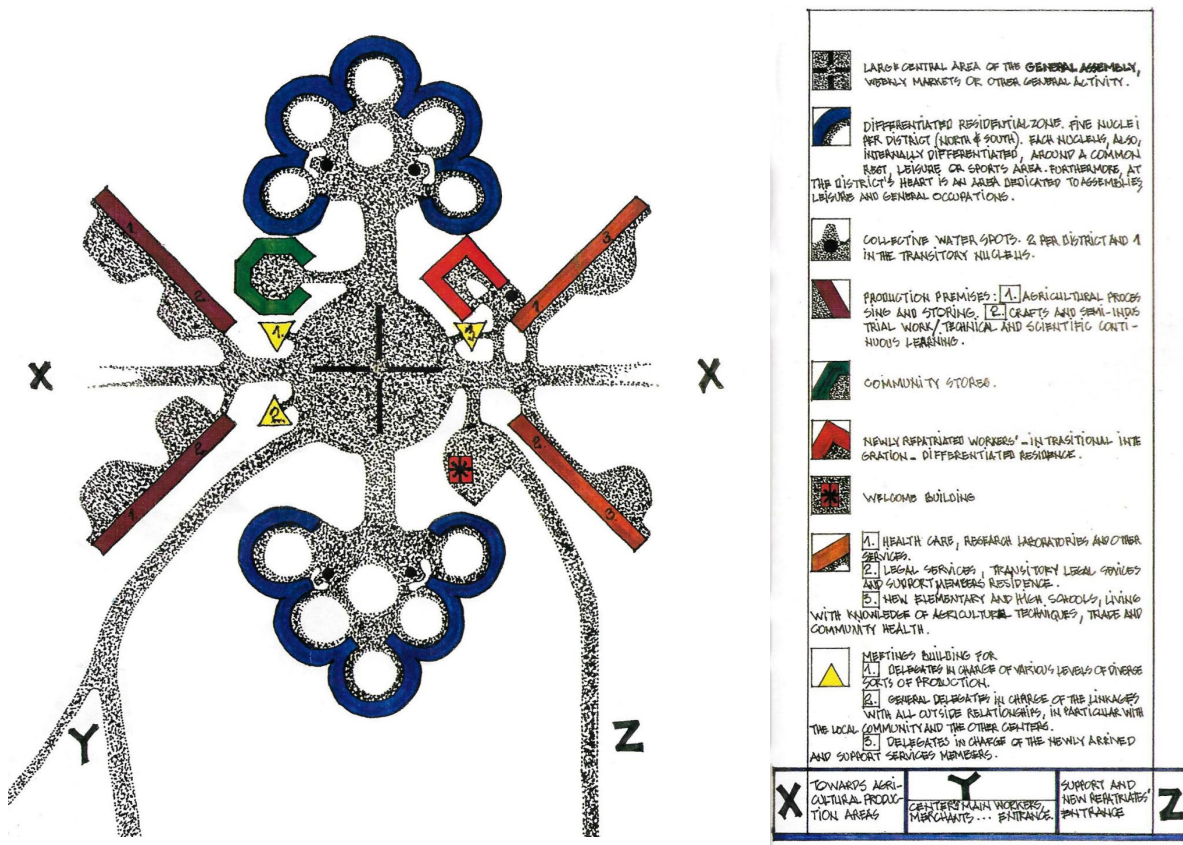 1.
2.
3
1
1.
3
2
X
X
2
2.
1
3.
Y
Z
LARGE CENTRAL AREA OF THE GENERAL ASSEMBLY,
WEEKLY MARKETS OR OTHER GENERAL ACTIVITY.
DIFFERENTIATED RESIDENTIAL ZONE. FIVE NUCLEI
PER DISTRICT (NORTH & SOUTH). EACH NUCLEUS, ALSO,
INTERNALLY DIFFERENTIATED, AROUND A COMMON
REST, LEISURE OR SPORTS AREA. FURTHERMORE, AT
THE DISTRICT'S HEART IS AN AREA DEDICATED TO ASSEMBLIES,
LEISURE AND GENERAL OCCUPATIONS.
COLLECTIVE WATER SPOTS. 2 PER DISTRICT AND 1
IN THE TRANSITORY NUCLEUS.
PRODUCTION PREMISES: 1. AGRICULTURAL PROCES
SING AND STORING. 2. CRAFTS AND SEMI-INDUS
TRIAL WORK/TECHNICAL AND SCIENTIFIC CONTI-
NUOUS LEARNING.
COMMUNITY STORES.
NEWLY REPATRIATED WORKERS' - IN TRASITIONAL INTE
GRATION - DIFFERENTIATED RESIDENCE.
WELCOME BUILDING
1. HEALTH CARE, RESEARCH LABORATORIES AND OTHER
SERVICES.
2. LEGAL SERVICES, TRANSITORY LEGAL SEVICES
AND SUPPORT MEMBERS RESIDENCE.
3. NEW ELEMENTARY AND HIGH SCHOOLS, LIVING
WITH KNOWLEDGE OF AGRICULTURAL TECHNIQUES, TRADE AND
COMMUNITY HEALTH.
MEETINGS BUILDING FOR
1. DELEGATES IN CHARGE OF VARIOUS LEVELS OF DIVERSE
SORTS OF PRODUCTION.
2. GENERAL DELEGATES IN CHARGE OF THE LINKAGES
WITH ALL OUTSIDE RELATIONSHIPS, IN PARTICULAR WITH
THE LOCAL COMMUNITY AND THE OTHER CENTERS.
3. DELEGATES IN CHARGE OF THE NEWLY ARRIVED
AND SUPPORT SERVICES MEMBERS.
X
TOWARDS AGRI-
CULTURAL PRODUC-
TION AREAS
Y
CENTER'S MAIN WORKERS,
MERCHANTS... ENTRANCE.
SUPPORT AND
NEW REPATRIATES'
ENTRANCE
Z